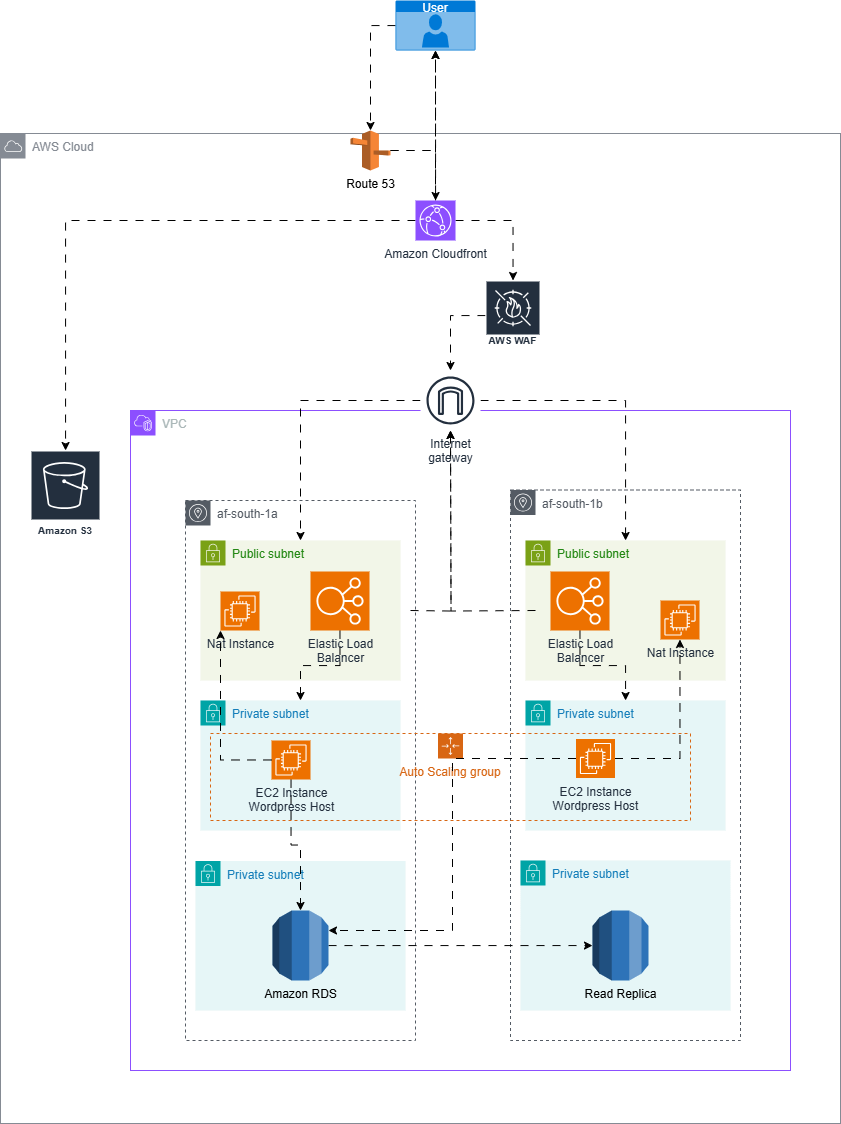 User
AWS Cloud
Route 53
Amazon Cloudfront
AWS WAF
VPC
Internet
gateway
Amazon S3
af-south-1a
af-south-1b
Public subnet
Public subnet
Nat Instance
Elastic Load
Balancer
Elastic Load
Balancer
Nat Instance
Private subnet
Private subnet
Auto Scaling group
EC2 Instance
Wordpress Host
EC2 Instance
Wordpress Host
Private subnet
Private subnet
Amazon RDS
Read Replica